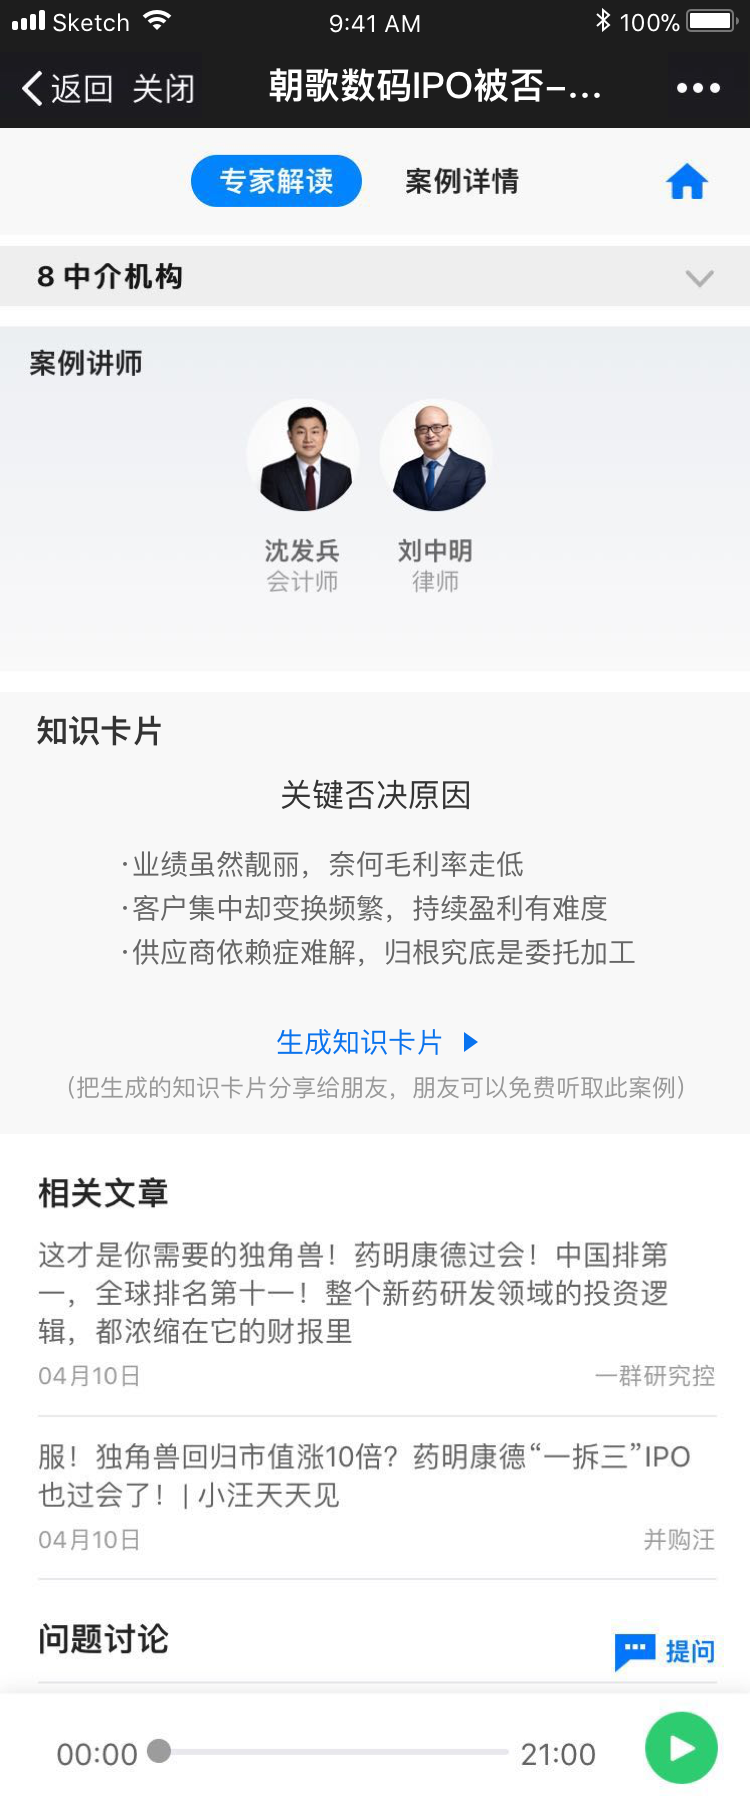 Sketch 9:41 AM 100%
返回 关闭 朝歌数码IPO被否–...
专家解读 案例详情
8 中介机构
案例讲师
沈发兵 刘中明
会计师 律师
知识卡片
关键否决原因
·业绩虽然靓丽，奈何毛利率走低
·客户集中却变换频繁，持续盈利有难度
·供应商依赖症难解，归根究底是委托加工
生成知识卡片
（把生成的知识卡片分享给朋友，朋友可以免费听取此案例）
相关文章
这才是你需要的独角兽！药明康德过会！中国排第
一，全球排名第十一！整个新药研发领域的投资逻
辑，都浓缩在它的财报里
04月10日 一群研究控
服！独角兽回归市值涨10倍？药明康德“一拆三”IPO
也过会了！| 小汪天天见
04月10日 并购汪
问题讨论 提问
00:00 21:00